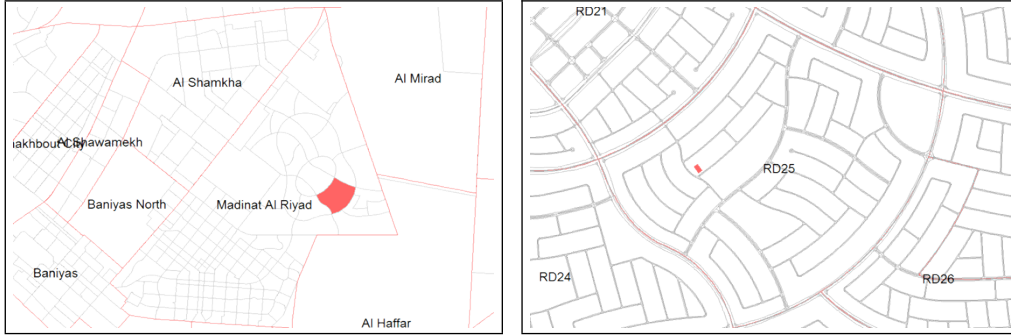 Al Shamkha
Al Mirad
Al Shawamekh
Baniyas North
Madinat Al Riyad
Baniyas
Al Haffar
RD21
RD25
RD24
RD26